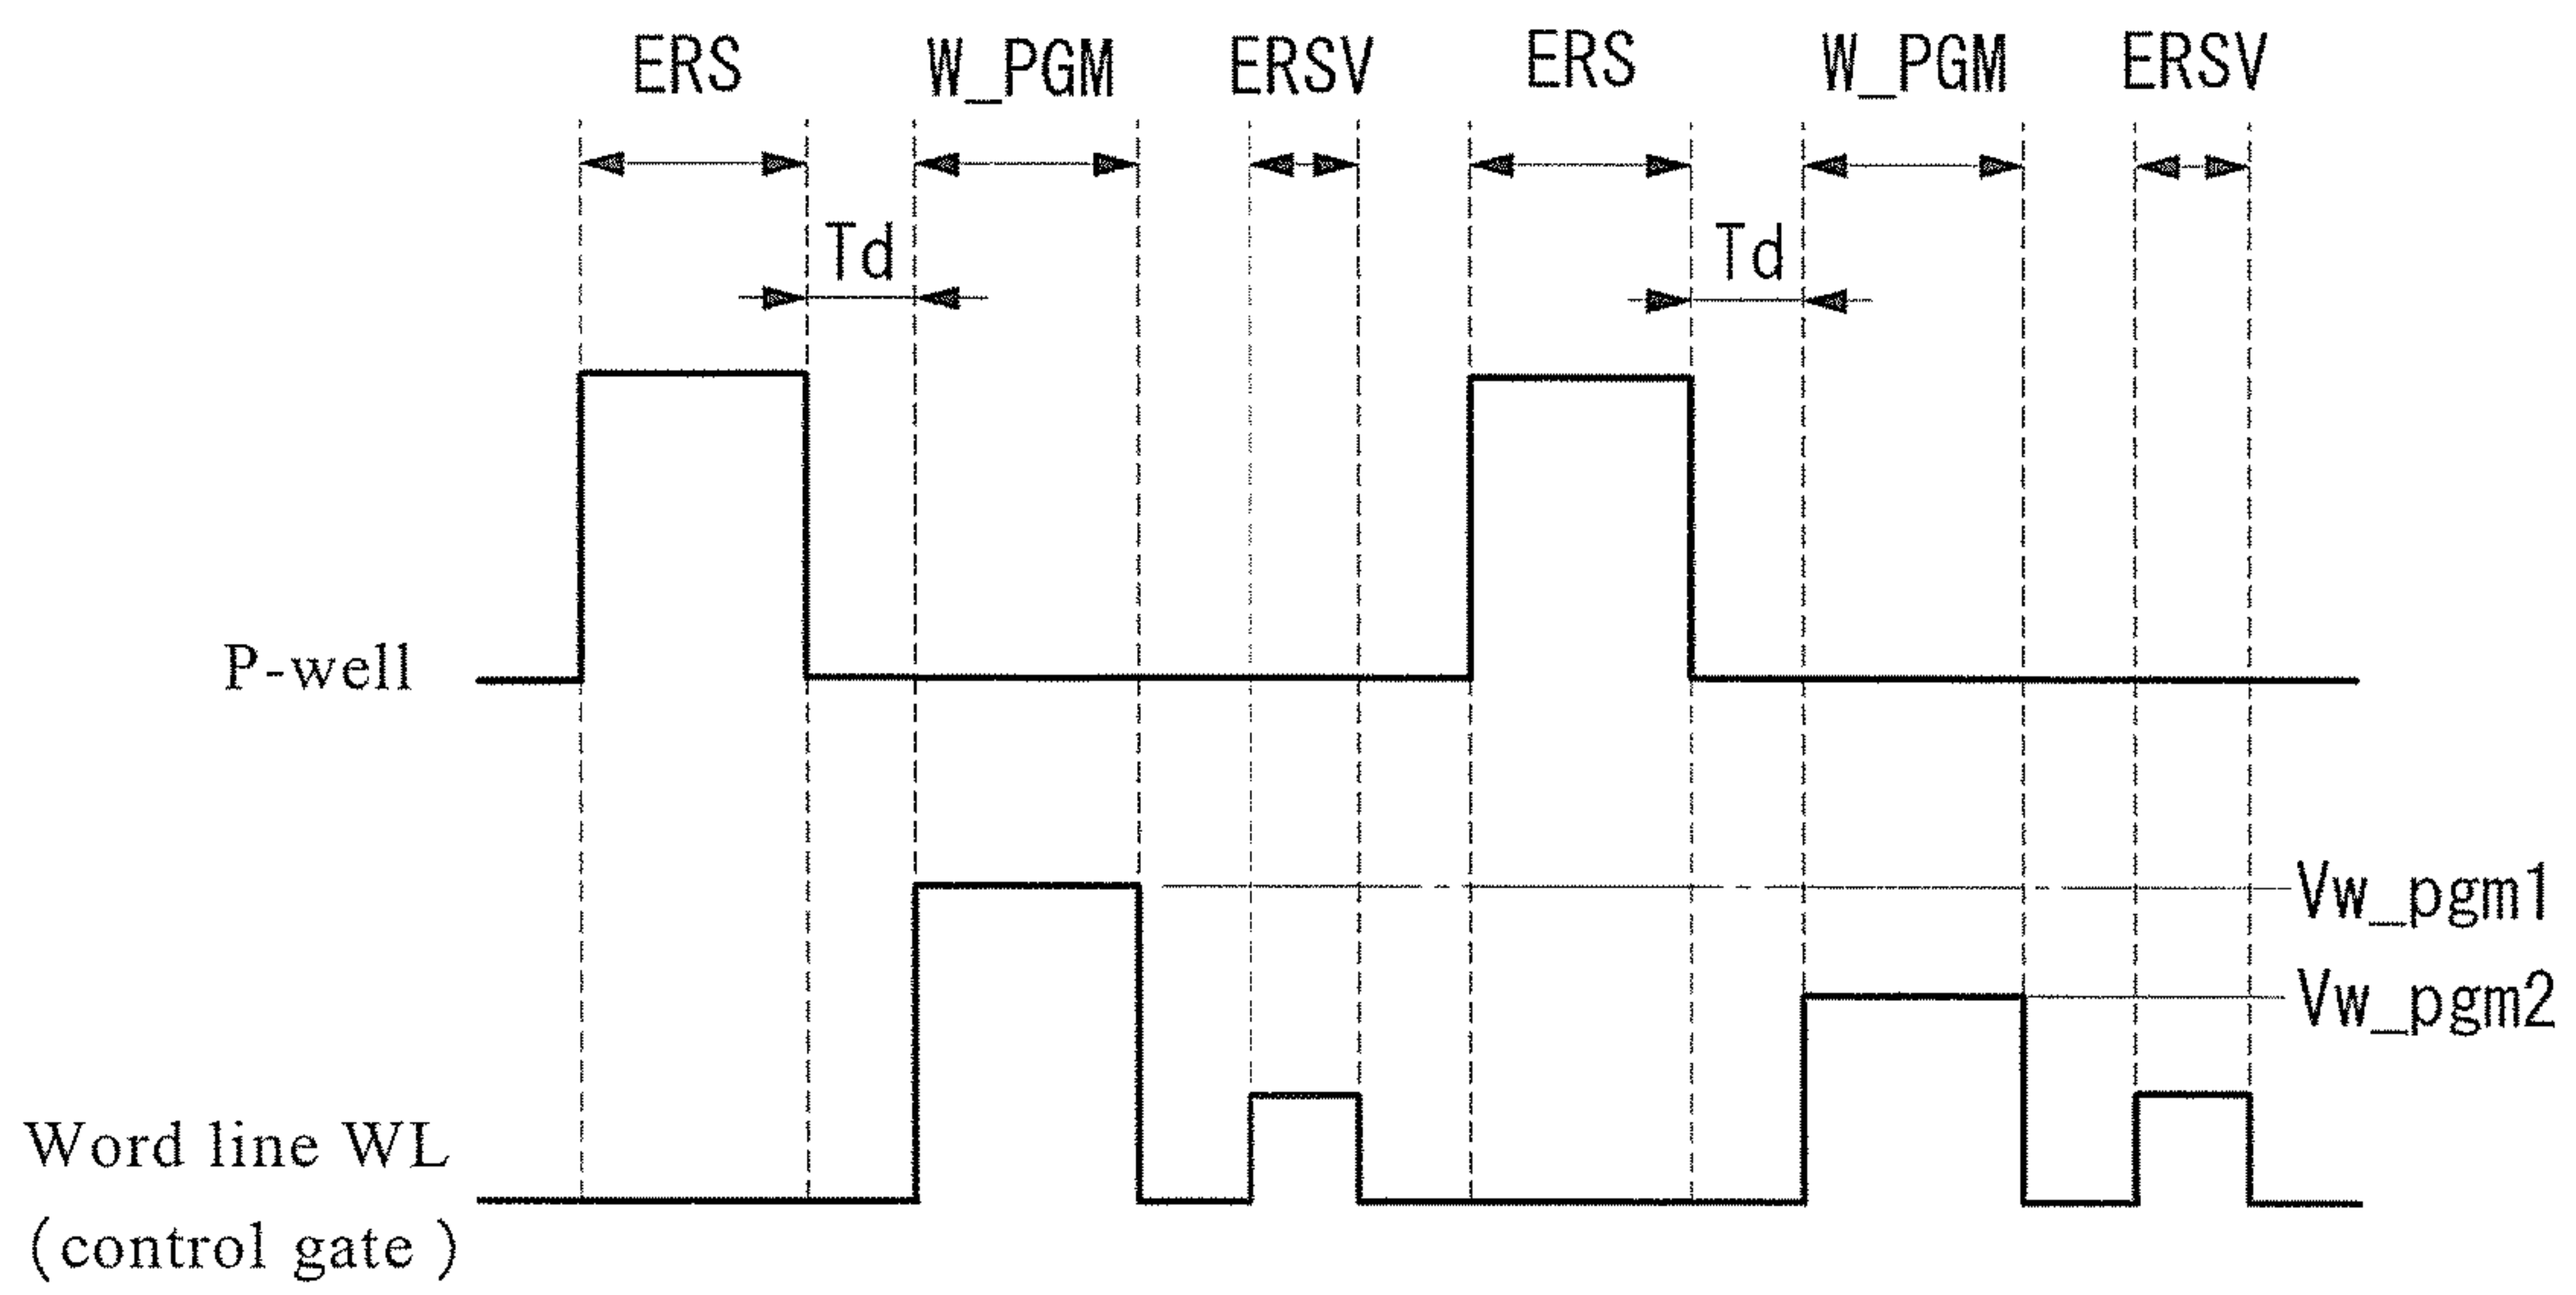 ERS W_PGM ERSV ERS W_PGM ERSV
Td Td
P-well
Vw_pgm1
Vw_pgm2
Word line WL
(control gate)